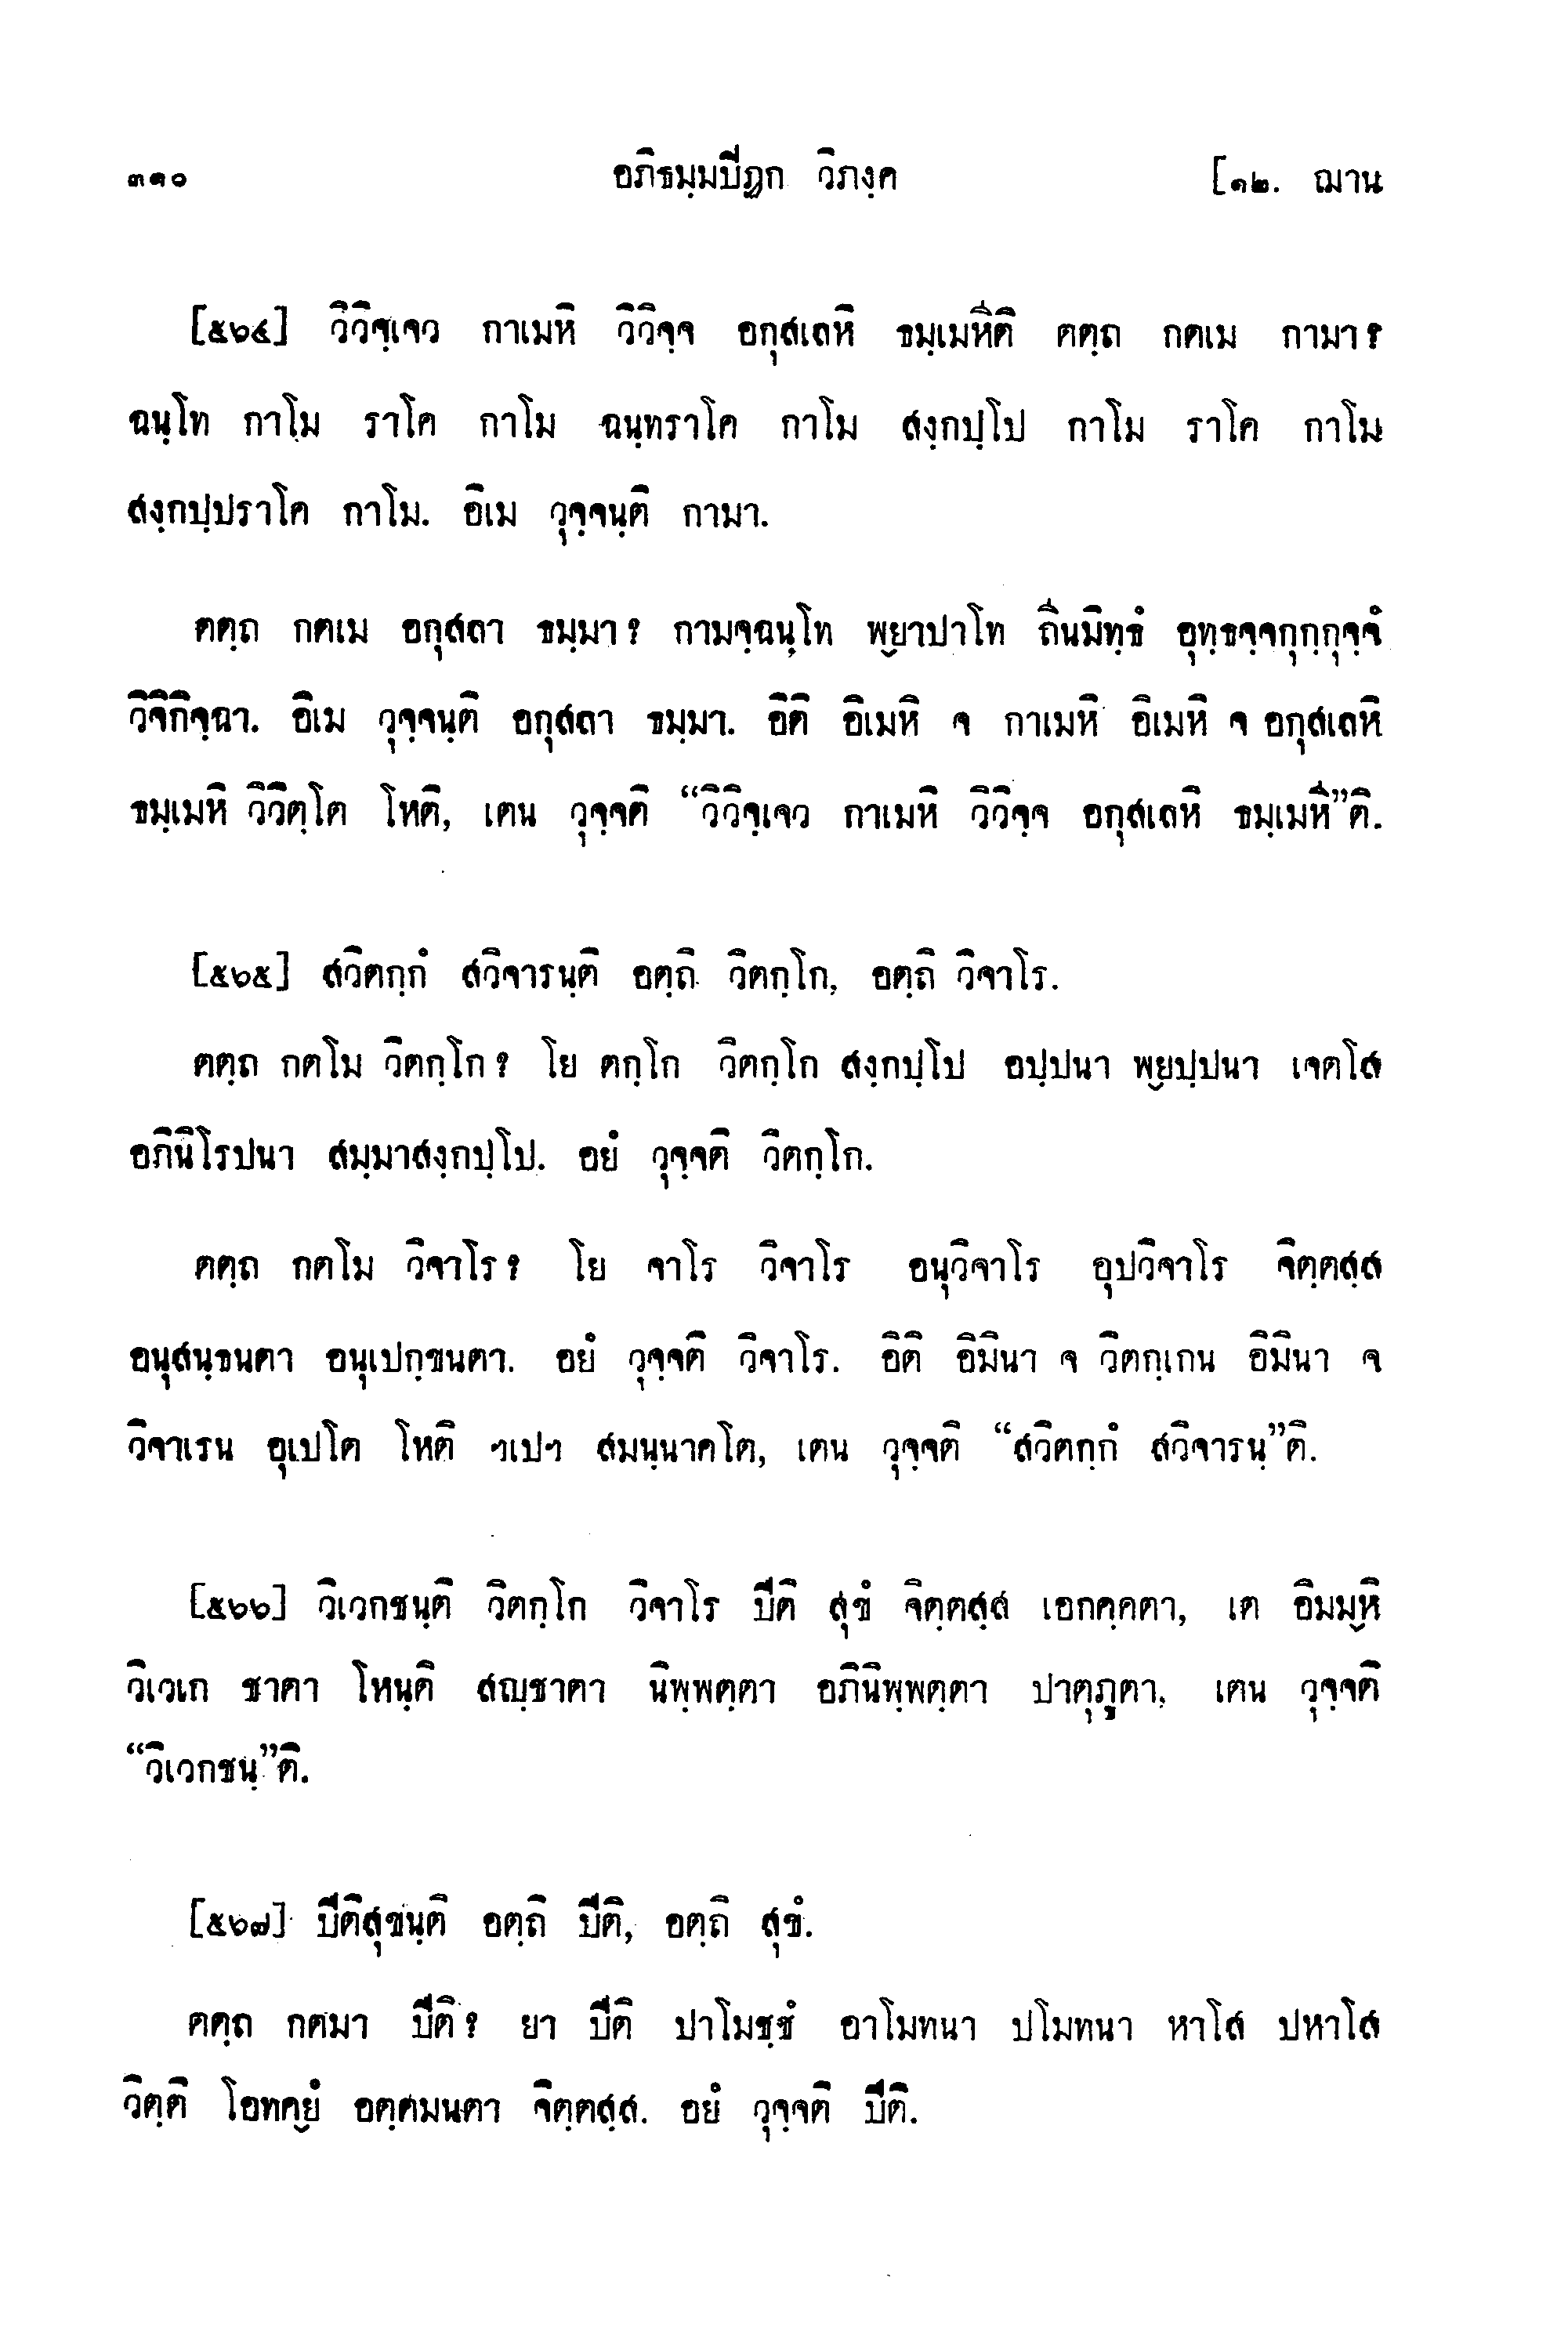 ๓๑๐ อภิธมฺมปิฏก วิภงฺค [๑๒. ฌาน
[๕๖๔] วิวิจฺเจว กาเมหิ วิวิจฺจ อกุสเลหิ ธมฺเมหีติ ตตฺถ กตเม กามา ?
ฉนฺโท กาโม ราโค กาโม ฉนฺทราโค กาโม สงฺกปฺโป กาโม ราโค กาโม
สงฺกปฺปราโค กาโม. อิเม วุจฺจนฺติ กามา.
ตตฺถ กตเม อกุสลา ธมฺมา ? กามจฺฉนฺโท พฺยาปาโท ถีนมิทฺธํ อุทฺธจฺจกุกฺกุจฺจํ
วิจิกิจฺฉา. อิเม วุจฺจนฺติ อกุสลา ธมฺมา. อิติ อิเมหิ จ กาเมหิ อิเมหิ จ อกุสเลหิ
ธมฺเมหิ วิวิตฺโต โหติ, เตน วุจฺจติ “วิวิจฺเจว กาเมหิ วิวิจฺจ อกุสเลหิ ธมฺเมหี”ติ.
[๕๖๕] สวิตกฺกํ สวิจารนฺติ อตฺถิ วิตกฺโก, อตฺถิ วิจาโร.
ตตฺถ กตโม วิตกฺโก ? โย ตกฺโก วิตกฺโก สงฺกปฺโป อปฺปนา พฺยปฺปนา เจตโส
อภินิโรปนา สมฺมาสงฺกปฺโป. อยํ วุจฺจติ วิตกฺโก.
ตตฺถ กตโม วิจาโร ? โย จาโร วิจาโร อนุวิจาโร อุปวิจาโร จิตฺตสฺส
อนุสนฺธนตา อนุเปกฺขนตา. อยํ วุจฺจติ วิจาโร. อิติ อิมินา จ วิตกฺเกน อิมินา จ
วิจาเรน อุเปโต โหติ ฯเปฯ สมนฺนาคโต, เตน วุจฺจติ “สวิตกฺกํ สวิจารนฺ”ติ.
[๕๖๖] วิเวกชนฺติ วิตกฺโก วิจาโร ปีติ สุขํ จิตฺตสฺส เอกคฺคตา, เต อิมมฺหิ
วิเวเก ชาตา โหนฺติ สญฺชาตา นิพฺพตฺตา อภินิพฺพตฺตา ปาตุภูตา, เตน วุจฺจติ
“วิเวกชนฺ”ติ.
[๕๖๗] ปีติสุขนฺติ อตฺถิ ปีติ, อตฺถิ สุขํ.
ตตฺถ กตมา ปีติ ? ยา ปีติ ปาโมชฺชํ อาโมทนา ปโมทนา หาโส ปหาโส
วิตฺติ โอทคฺยํ อตฺตมนตา จิตฺตสฺส. อยํ วุจฺจติ ปีติ.